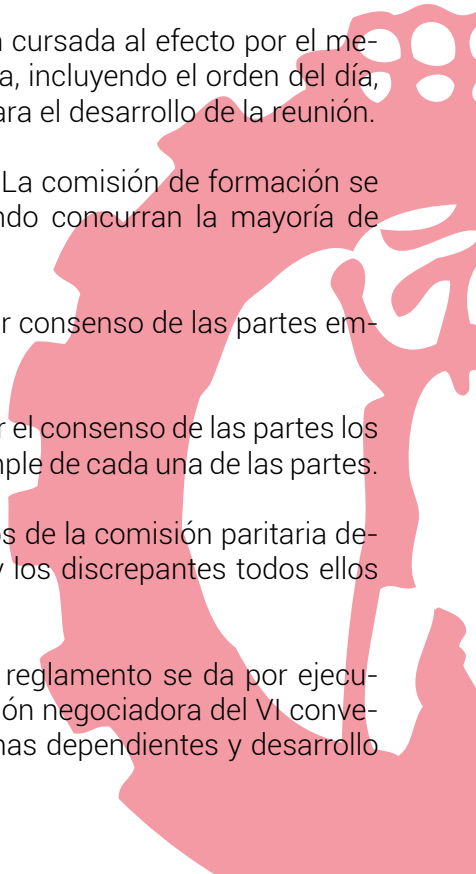 cursada al efecto por el me-
a, incluyendo el orden del día,
ara el desarrollo de la reunión.
La comisión de formación se
ndo concurran la mayoría de
r consenso de las partes em-
r el consenso de las partes los
mple de cada una de las partes.
os de la comisión paritaria de-
y los discrepantes todos ellos
reglamento se da por ejecu-
ión negociadora del VI conve-
nas dependientes y desarrollo